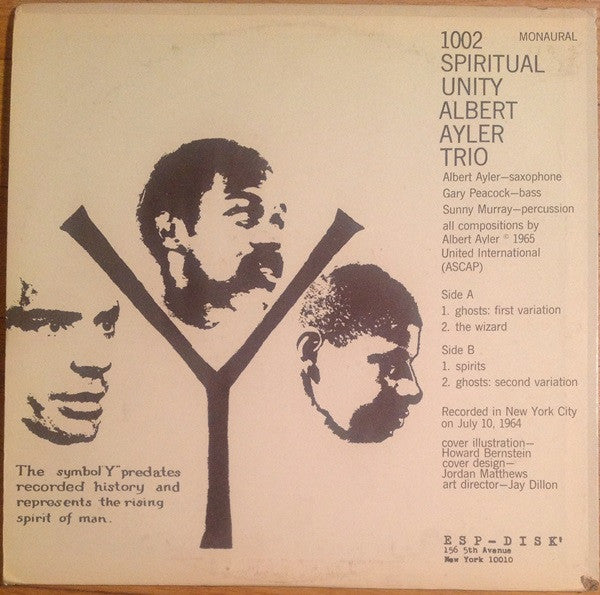 1002
MONAURAL
SPIRITUAL
UNITY
ALBERT
AYLER
TRIO
Albert Ayler—saxophone
Gary Peacock—bass
Sunny Murray—percussion
all compositions by
Albert Ayler © 1965
United International
(ASCAP)
Side A
1. ghosts: first variation
2. the wizard
Side B
1. spirits
2. ghosts: second variation
Recorded in New York City
on July 10, 1964
cover illustration—
Howard Bernstein
cover design—
Jordan Matthews
art director—Jay Dillon
The symbol Y" predates
recorded history and
represents the rising
spirit of man.
ESP-DISK'
156 5th Avenue
New York 10010